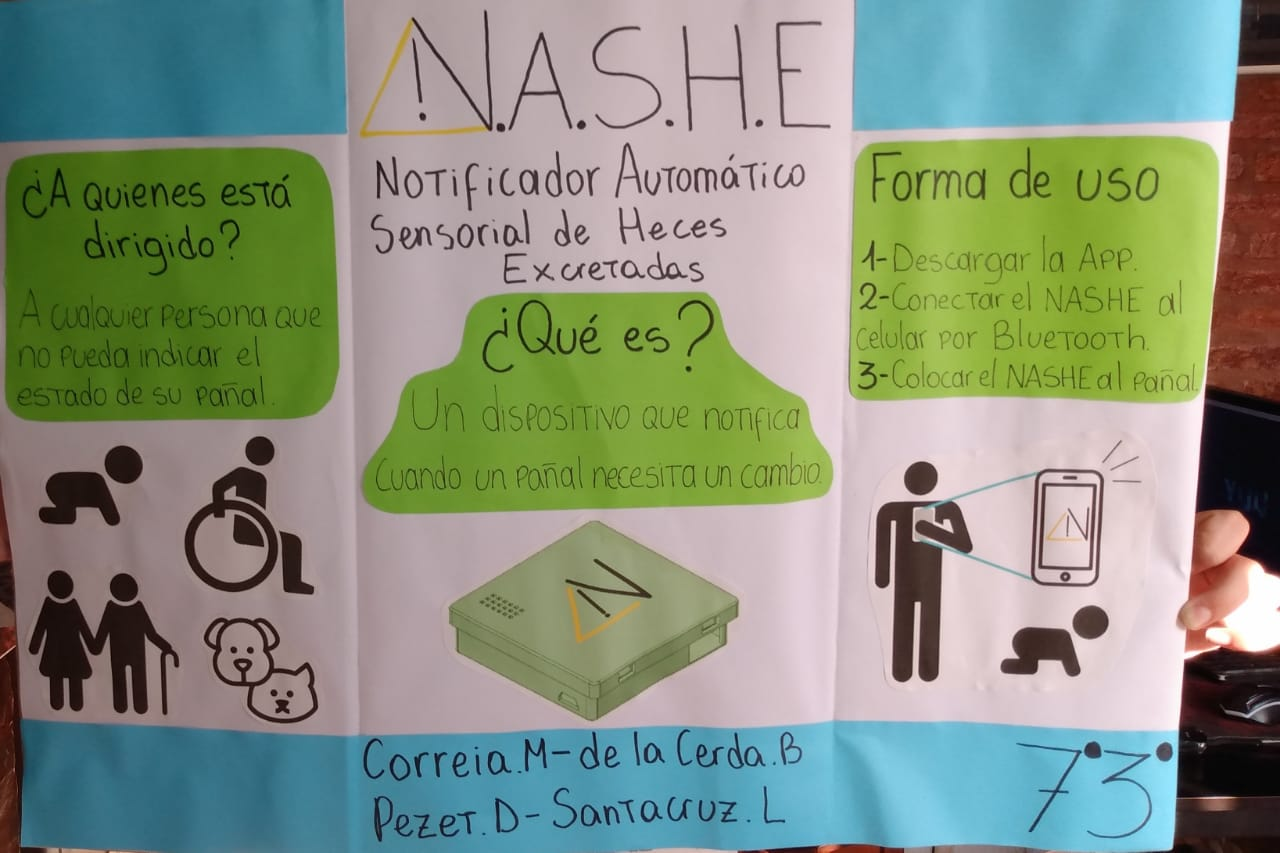 N.A.S.H.E
Notificador Automático
Sensorial de Heces
Excretadas
¿A quienes está
dirigido?
A cualquier persona que
no pueda indicar el
estado de su pañal.
¿Qué es?
Un dispositivo que notifica
cuando un pañal necesita un cambio.
N
Forma de uso
1-Descargar la App.
2-Conectar el NASHE al
celular por Bluetooth.
3-Colocar el NASHE al pañal.
N
Correia.M-de la Cerda.B
Pezet.D-Santacruz.L
7°3°